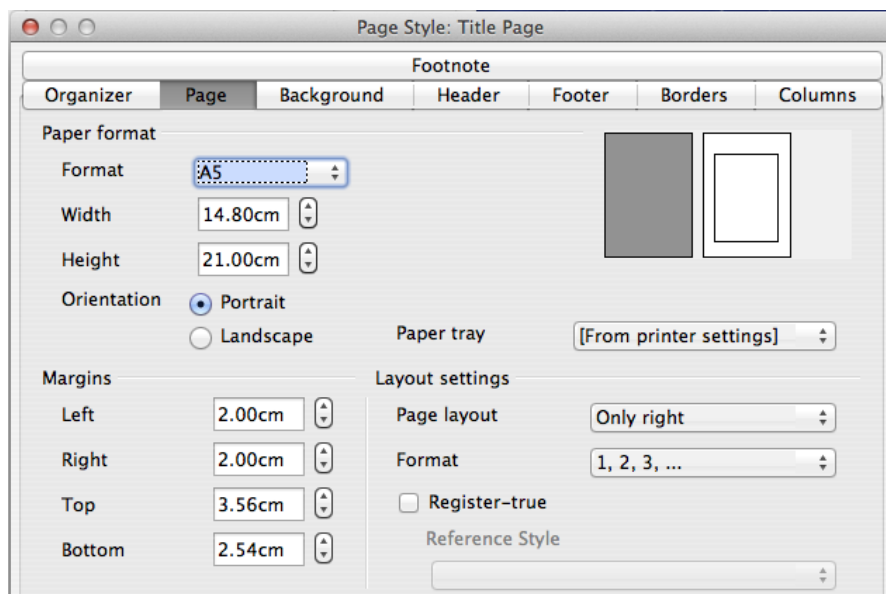 Page Style: Title Page
Footnote
Organizer Page Background Header Footer Borders Columns
Paper format
Format A5
Width 14.80cm
Height 21.00cm
Orientation Portrait
Landscape
Paper tray [From printer settings]
Margins
Left 2.00cm
Right 2.00cm
Top 3.56cm
Bottom 2.54cm
Layout settings
Page layout Only right
Format 1, 2, 3, ...
Register-true
Reference Style